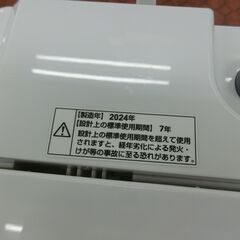 【製造年】2024年
【設計上の標準使用期間】7年
設計上の標準使用期間を超えて使用
されますと、経年劣化による発火・
けが等の事故に至る恐れがあります。